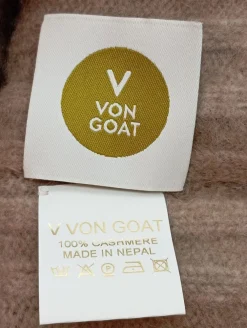 V
VON
GOAT
V VON GOAT
100% CASHMERE
MADE IN NEPAL